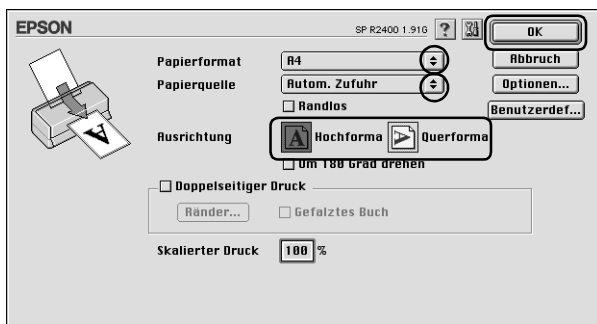 EPSON
SP R2400 1.91G
?
OK
Papierformat
A4
Abbruch
Papierquelle
Autom. Zufuhr
Optionen...
Randlos
Benutzerdef...
Ausrichtung
A
Hochforma
A
Querforma
Um 180 Grad drehen
A
Doppelseitiger Druck
Ränder...
Gefalztes Buch
Skalierter Druck
100 %